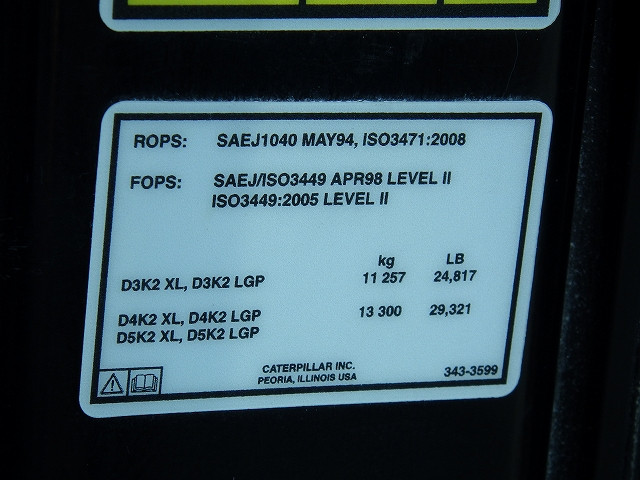 ROPS: SAEJ1040 MAY94, ISO3471:2008
FOPS: SAEJ/ISO3449 APR98 LEVEL II
ISO3449:2005 LEVEL II
kg LB
D3K2 XL, D3K2 LGP 11 257 24,817
D4K2 XL, D4K2 LGP 13 300 29,321
D5K2 XL, D5K2 LGP
CATERPILLAR INC.
PEORIA, ILLINOIS USA
343-3599